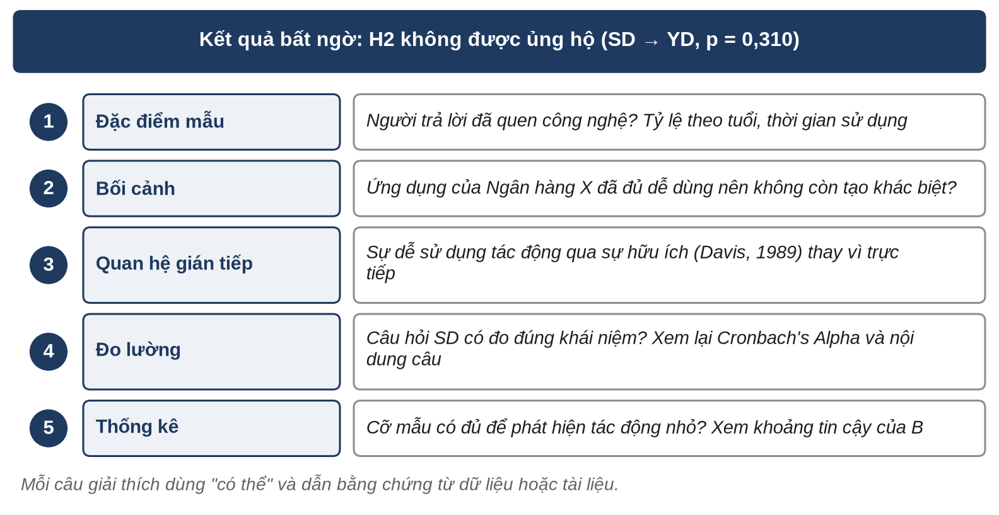 Kết quả bất ngờ: H2 không được ủng hộ (SD → YD, p = 0,310)
1
Đặc điểm mẫu
Người trả lời đã quen công nghệ? Tỷ lệ theo tuổi, thời gian sử dụng
2
Bối cảnh
Ứng dụng của Ngân hàng X đã đủ dễ dùng nên không còn tạo khác biệt?
3
Quan hệ gián tiếp
Sự dễ sử dụng tác động qua sự hữu ích (Davis, 1989) thay vì trực
tiếp
4
Đo lường
Câu hỏi SD có đo đúng khái niệm? Xem lại Cronbach's Alpha và nội
dung câu
5
Thống kê
Cỡ mẫu có đủ để phát hiện tác động nhỏ? Xem khoảng tin cậy của B
Mỗi câu giải thích dùng "có thể" và dẫn bằng chứng từ dữ liệu hoặc tài liệu.